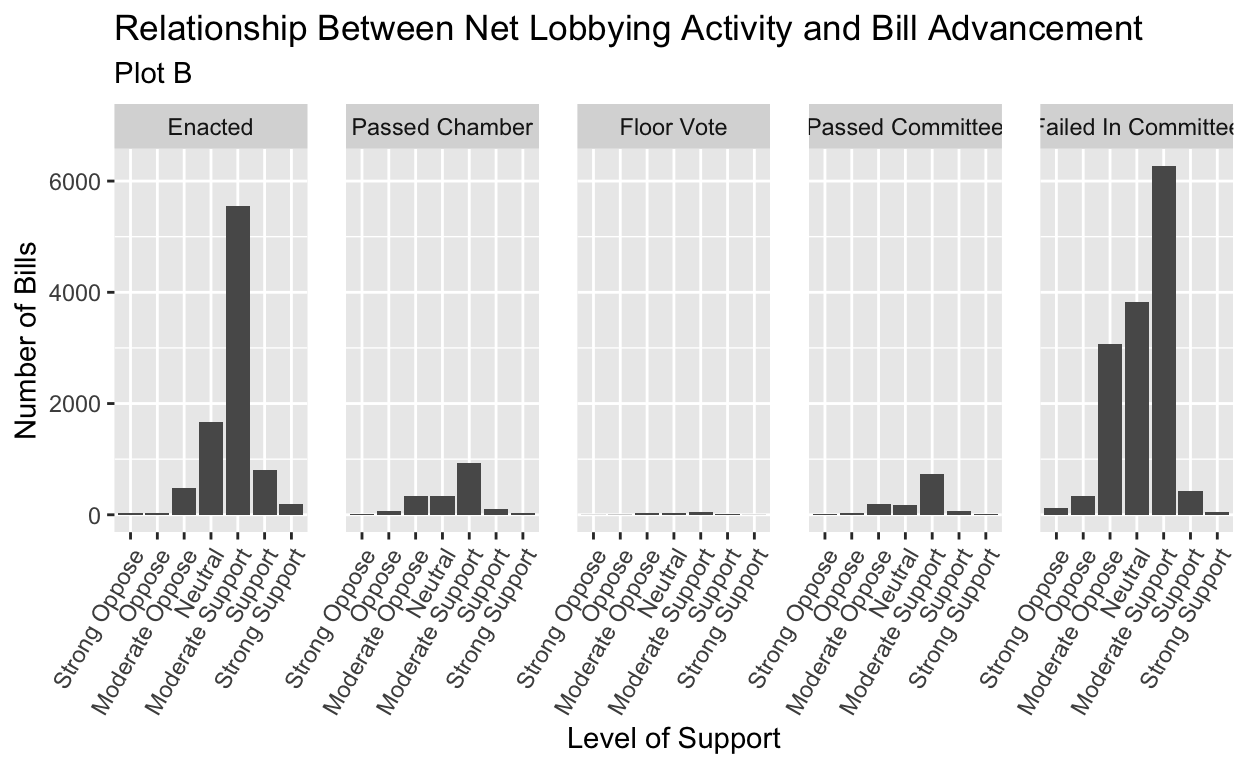 Relationship Between Net Lobbying Activity and Bill Advancement
Plot B
Enacted
Passed Chamber
Floor Vote
Passed Committee
Failed In Committee
Number of Bills
6000
4000
2000
0
Strong Oppose
Oppose
Moderate Oppose
Neutral
Moderate Support
Support
Strong Support
Strong Oppose
Oppose
Moderate Oppose
Neutral
Moderate Support
Support
Strong Support
Strong Oppose
Oppose
Moderate Oppose
Neutral
Moderate Support
Support
Strong Support
Strong Oppose
Oppose
Moderate Oppose
Neutral
Moderate Support
Support
Strong Support
Strong Oppose
Oppose
Moderate Oppose
Neutral
Moderate Support
Support
Strong Support
Level of Support